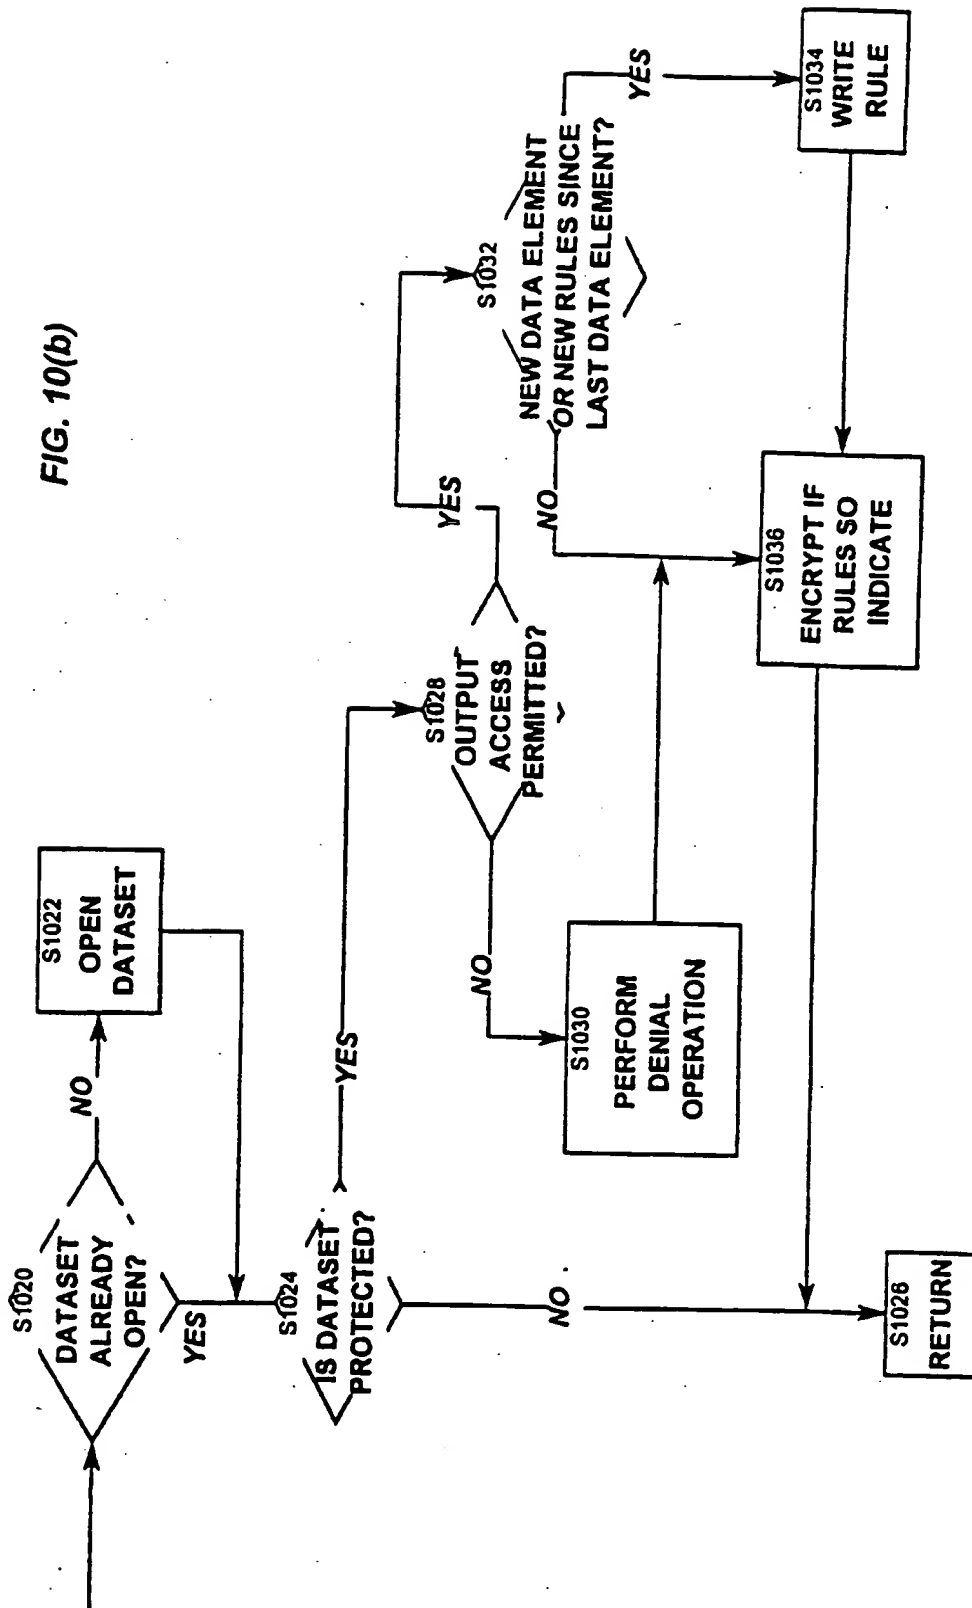 FIG. 10(b)
S1020
DATASET
ALREADY
OPEN?
NO
S1022
OPEN
DATASET
YES
S1024
IS DATASET
PROTECTED?
YES
NO
S1028
OUTPUT
ACCESS
PERMITTED?
YES
NO
S1030
PERFORM
DENIAL
OPERATION
S1032
NEW DATA ELEMENT
OR NEW RULES SINCE
LAST DATA ELEMENT?
YES
NO
S1034
WRITE
RULE
S1036
ENCRYPT IF
RULES SO
INDICATE
S1026
RETURN